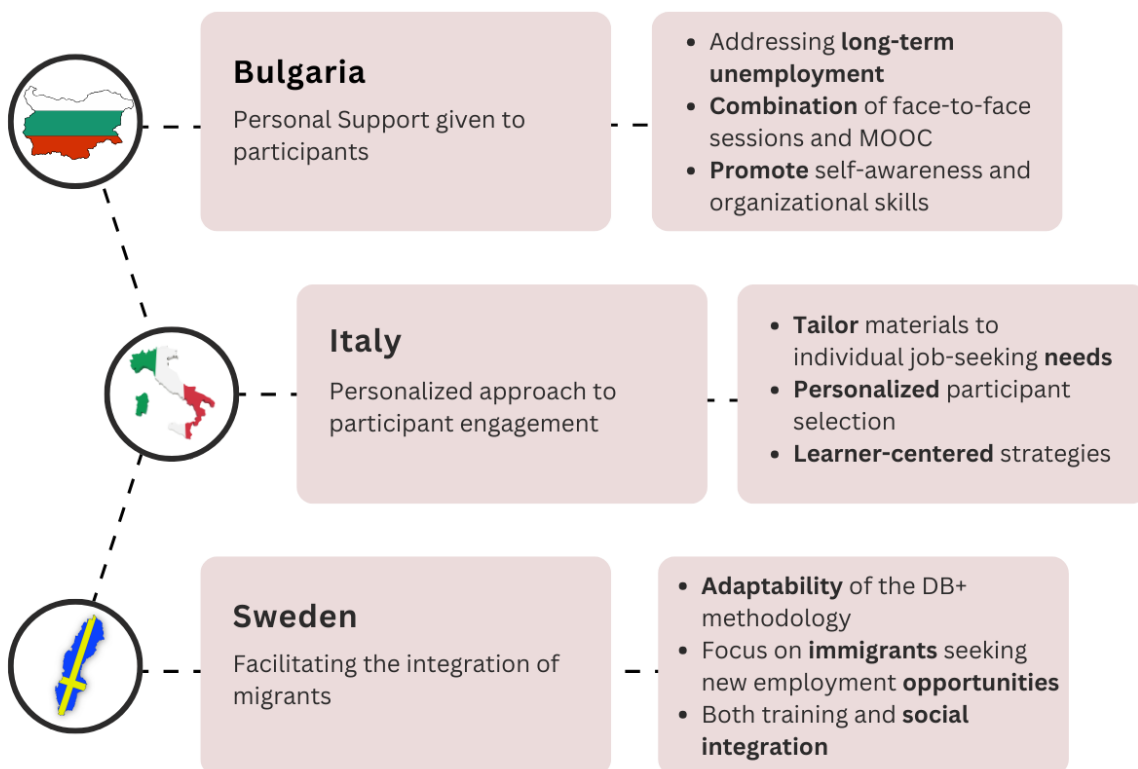 Bulgaria
Personal Support given to
participants
• Addressing long-term
unemployment
• Combination of face-to-face
sessions and MOOC
• Promote self-awareness and
organizational skills
Italy
Personalized approach to
participant engagement
• Tailor materials to
individual job-seeking needs
• Personalized participant
selection
• Learner-centered strategies
Sweden
Facilitating the integration of
migrants
• Adaptability of the DB+
methodology
• Focus on immigrants seeking
new employment opportunities
• Both training and social
integration